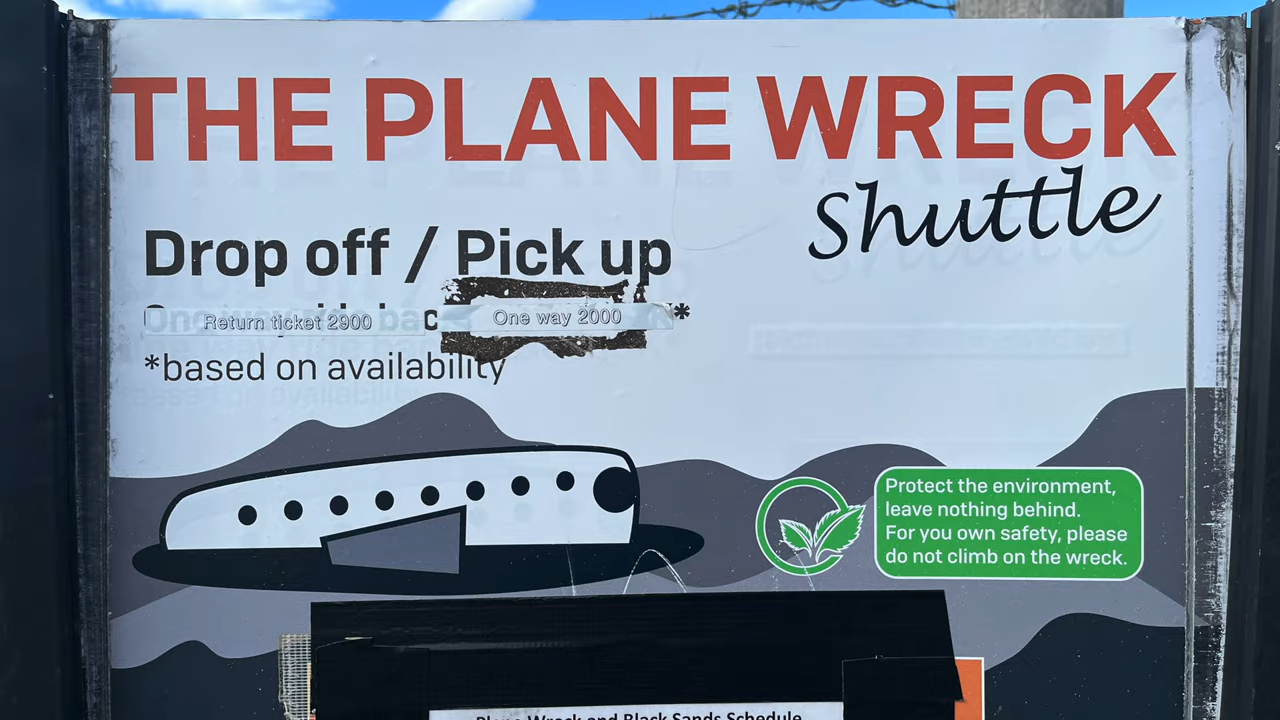 THE PLANE WRECK
Shuttle
Drop off / Pick up
Return ticket 2900 One way 2000 *
*based on availability
Protect the environment,
leave nothing behind.
For you own safety, please
do not climb on the wreck.
Plane Wreck and Black Sands Schedule